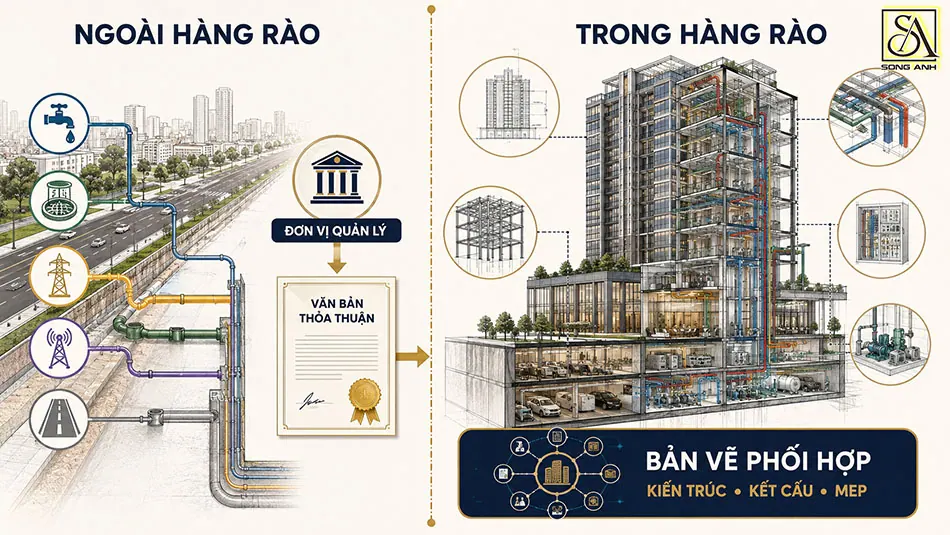 NGOÀI HÀNG RÀO
TRONG HÀNG RÀO
SA
SONG ANH
ĐƠN VỊ QUẢN LÝ
VĂN BẢN
THỎA THUẬN
BẢN VẼ PHỐI HỢP
KIẾN TRÚC • KẾT CẤU • MEP